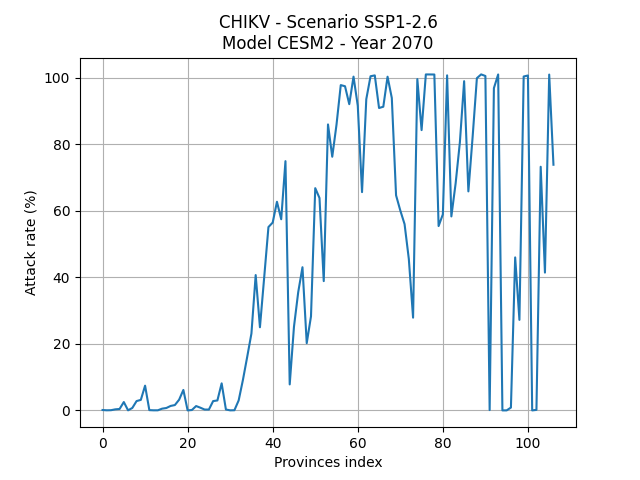 CHIKV - Scenario SSP1-2.6
Model CESM2 - Year 2070
100
80
60
40
20
0
Attack rate (%)
0 20 40 60 80 100
Provinces index